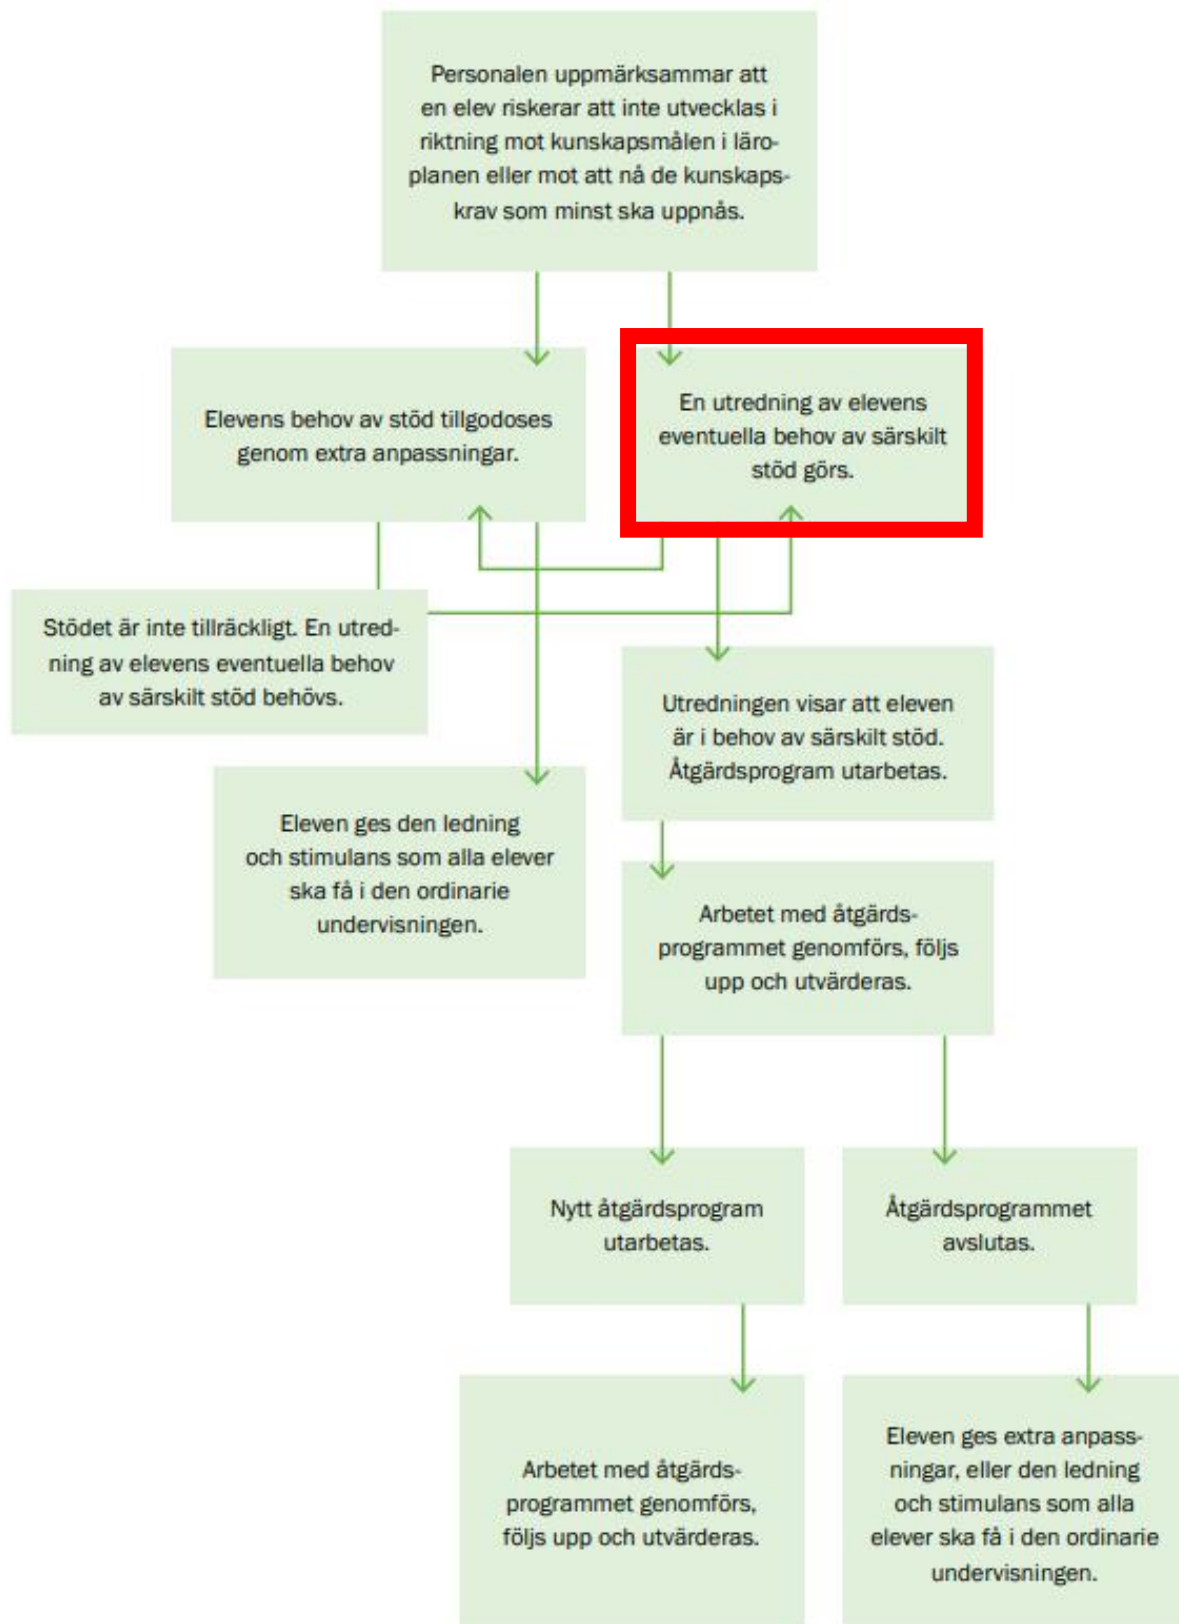 Personalen uppmärksammar att
en elev riskerar att inte utvecklas i
riktning mot kunskapsmålen i läro-
planen eller mot att nå de kunskaps-
krav som minst ska uppnås.
Elevens behov av stöd tillgodoses
genom extra anpassningar.
En utredning av elevens
eventuella behov av särskilt
stöd görs.
Stödet är inte tillräckligt. En utred-
ning av elevens eventuella behov
av särskilt stöd behövs.
Utredningen visar att eleven
är i behov av särskilt stöd.
Åtgärdsprogram utarbetas.
Eleven ges den ledning
och stimulans som alla elever
ska få i den ordinarie
undervisningen.
Arbetet med åtgärds-
programmet genomförs, följs
upp och utvärderas.
Nytt åtgärdsprogram
utarbetas.
Åtgärdsprogrammet
avslutas.
Arbetet med åtgärds-
programmet genomförs,
följs upp och utvärderas.
Eleven ges extra anpass-
ningar, eller den ledning
och stimulans som alla
elever ska få i den ordinarie
undervisningen.